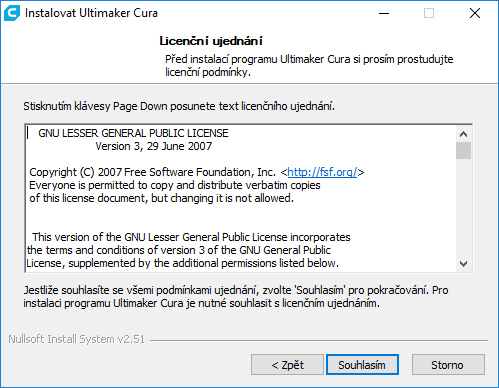 Instalovat Ultimaker Cura
Licenční ujednání
Před instalací programu Ultimaker Cura si prosím prostudujte
licenční podmínky.
Stisknutím klávesy Page Down posunete text licenčního ujednání.
GNU LESSER GENERAL PUBLIC LICENSE
Version 3, 29 June 2007
Copyright (C) 2007 Free Software Foundation, Inc. <http://fsf.org/>
Everyone is permitted to copy and distribute verbatim copies
of this license document, but changing it is not allowed.
This version of the GNU Lesser General Public License incorporates
the terms and conditions of version 3 of the GNU General Public
License, supplemented by the additional permissions listed below.
Jestliže souhlasíte se všemi podmínkami ujednání, zvolte 'Souhlasím' pro pokračování. Pro
instalaci programu Ultimaker Cura je nutné souhlasit s licenčním ujednáním.
Nullsoft Install System v2.51
< Zpět
Souhlasím
Storno